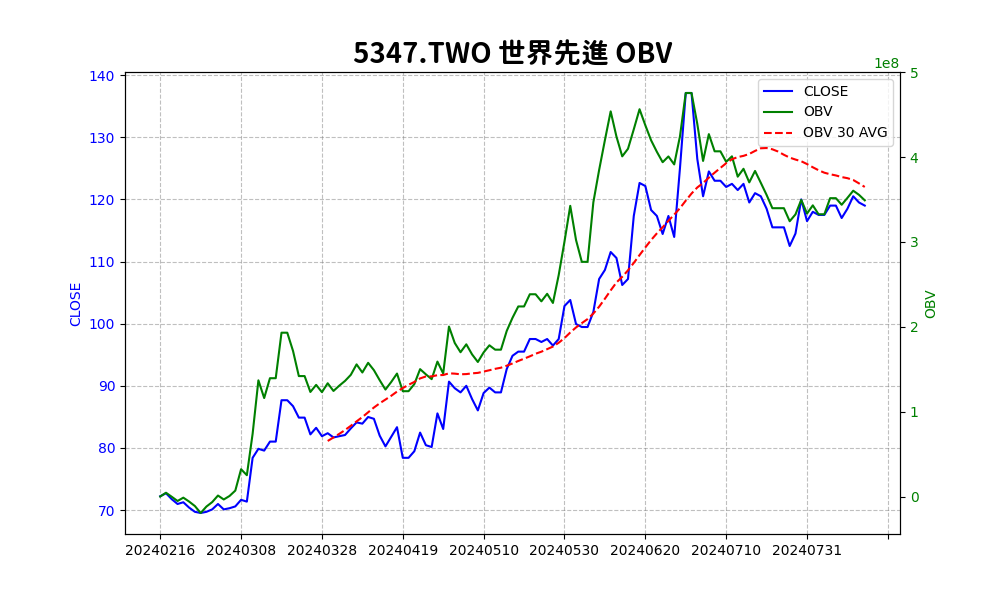 5347.TWO 世界先進 OBV
1e8
CLOSE
OBV
OBV 30 AVG
140
130
120
110
100
90
80
70
CLOSE
5
4
3
2
1
0
OBV
20240216 20240308 20240328 20240419 20240510 20240530 20240620 20240710 20240731